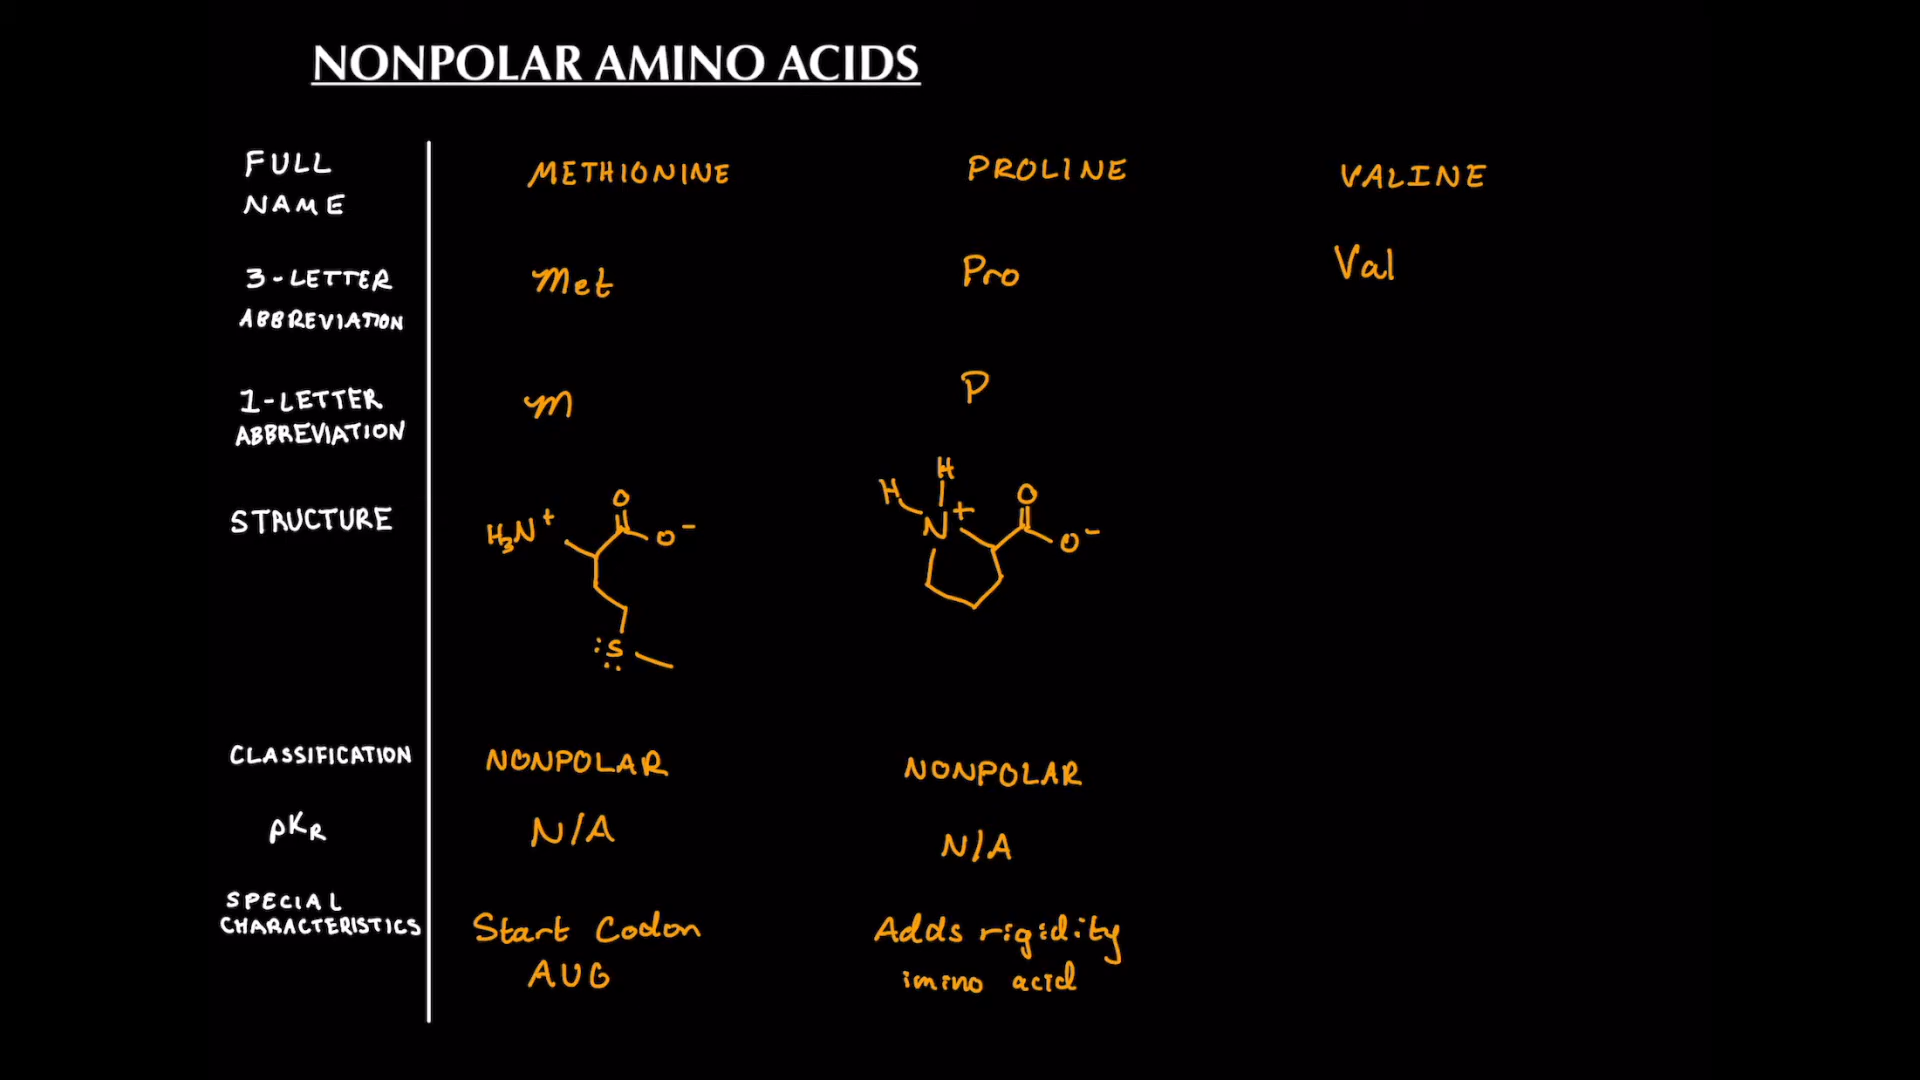 NONPOLAR AMINO ACIDS
FULL NAME
METHIONINE
PROLINE
VALINE
3-LETTER ABBREVIATION
Met
Pro
Val
1-LETTER ABBREVIATION
M
P
STRUCTURE
H₃N⁺
O
O⁻
:S
..
H
H
N⁺
O
O⁻
CLASSIFICATION
NONPOLAR
NONPOLAR
pKR
N/A
N/A
SPECIAL CHARACTERISTICS
Start Codon
AUG
Adds rigidity
imino acid